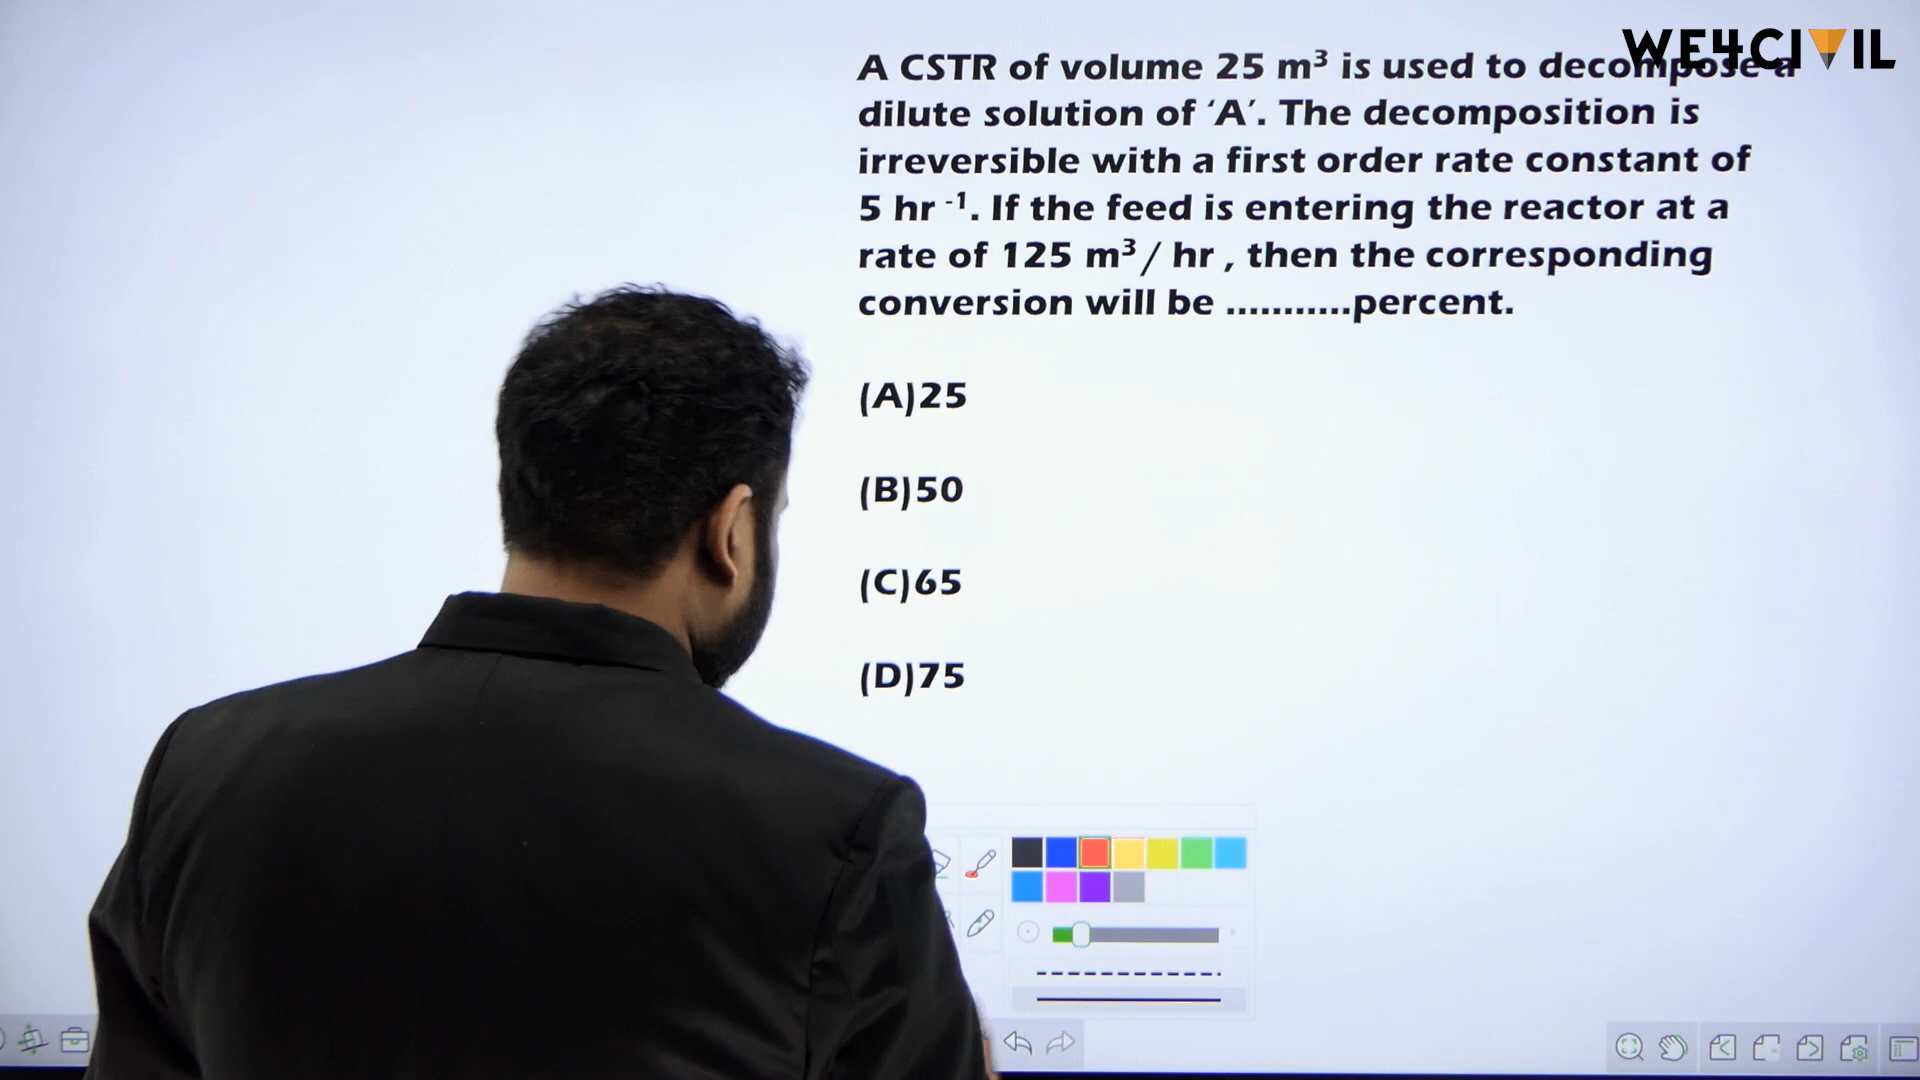 WE4CIVIL
A CSTR of volume 25 m³ is used to decompose a
dilute solution of ‘A’. The decomposition is
irreversible with a first order rate constant of
5 hr ⁻¹. If the feed is entering the reactor at a
rate of 125 m³ / hr , then the corresponding
conversion will be ...........percent.
(A)25
(B)50
(C)65
(D)75